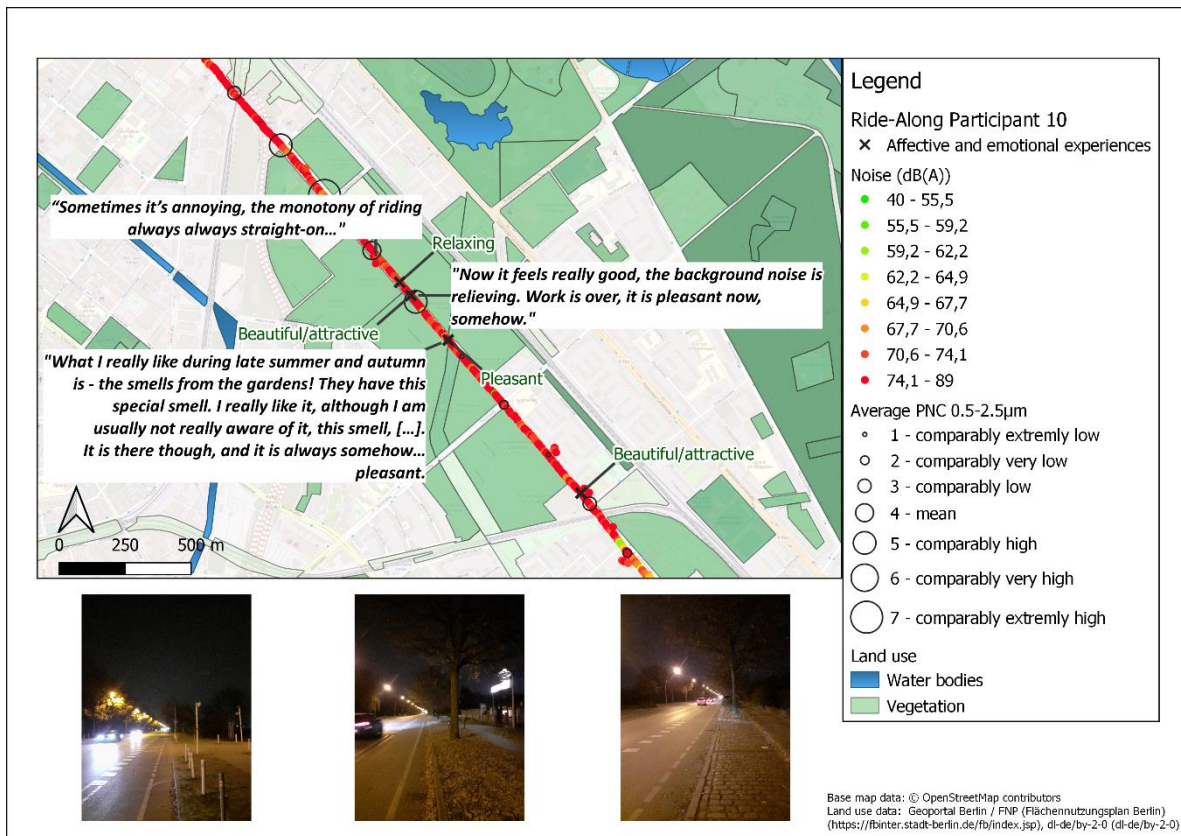 “Sometimes it’s annoying, the monotony of riding
always always straight-on..."
Relaxing
"Now it feels really good, the background noise is
relieving. Work is over, it is pleasant now,
somehow."
Beautiful/attractive
"What I really like during late summer and autumn
is - the smells from the gardens! They have this
special smell. I really like it, although I am
usually not really aware of it, this smell, [...].
It is there though, and it is always somehow...
pleasant.
Pleasant
Beautiful/attractive
0 250 500 m
Legend
Ride-Along Participant 10
Affective and emotional experiences
Noise (dB(A))
40 - 55,5
55,5 - 59,2
59,2 - 62,2
62,2 - 64,9
64,9 - 67,7
67,7 - 70,6
70,6 - 74,1
74,1 - 89
Average PNC 0.5-2.5µm
1 - comparably extremly low
2 - comparably very low
3 - comparably low
4 - mean
5 - comparably high
6 - comparably very high
7 - comparably extremely high
Land use
Water bodies
Vegetation
Base map data: © OpenStreetMap contributors
Land use data: Geoportal Berlin / FNP (Flächennutzungsplan Berlin)
(https://fbinter.stadt-berlin.de/fb/index.jsp), dl-de/by-2-0 (dl-de/by-2-0)